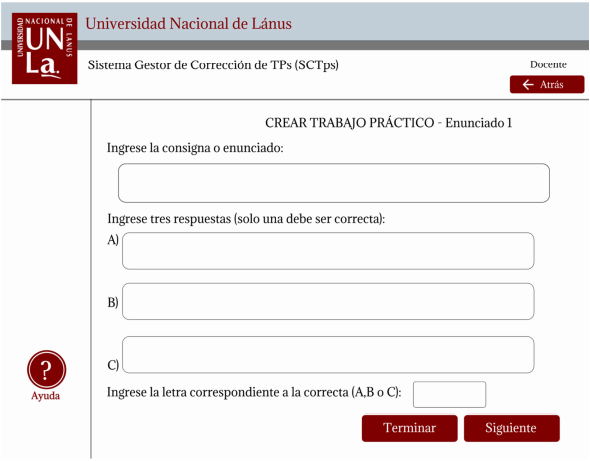 UNIVERSIDAD NACIONAL DE LANUS
UNLa.
Universidad Nacional de Lánus
Sistema Gestor de Corrección de TPs (SCTps)
Docente
← Atrás
CREAR TRABAJO PRÁCTICO - Enunciado 1
Ingrese la consigna o enunciado:
Ingrese tres respuestas (solo una debe ser correcta):
A)
B)
C)
?
Ayuda
Ingrese la letra correspondiente a la correcta (A,B o C):
Terminar
Siguiente